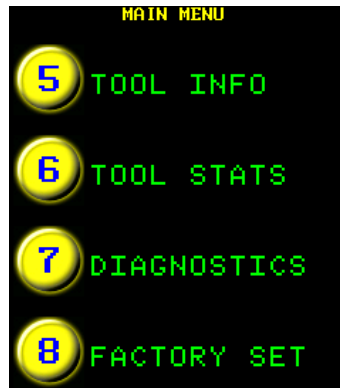 MAIN MENU
5 TOOL INFO
6 TOOL STATS
7 DIAGNOSTICS
8 FACTORY SET